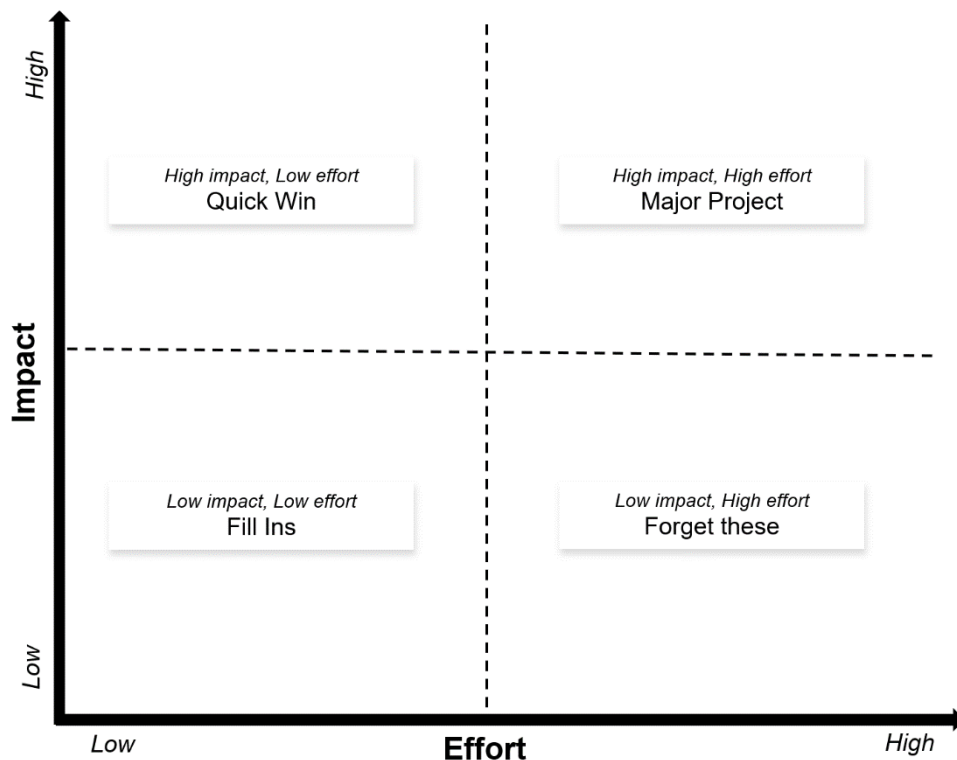 High
High impact, Low effort
Quick Win
High impact, High effort
Major Project
Impact
Low impact, Low effort
Fill Ins
Low impact, High effort
Forget these
Low
Low
Effort
High